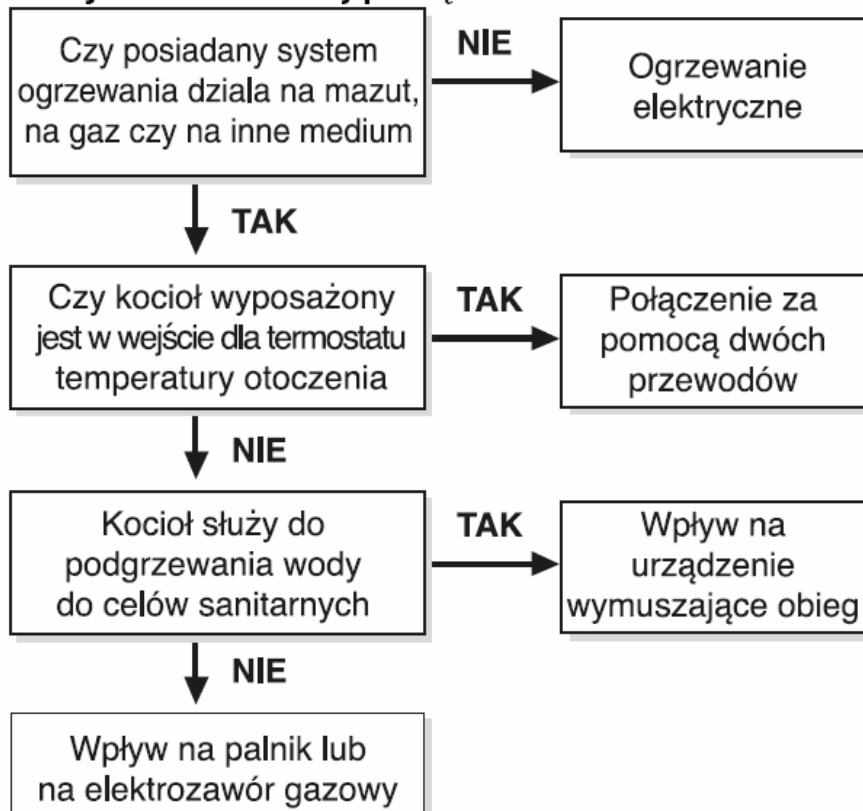 Czy posiadany system
ogrzewania dziala na mazut,
na gaz czy na inne medium
NIE
Ogrzewanie
elektryczne
TAK
Czy kocioł wyposażony
jest w wejście dla termostatu
temperatury otoczenia
TAK
Połączenie za
pomocą dwóch
przewodów
NIE
Kocioł służy do
podgrzewania wody
do celów sanitarnych
TAK
Wpływ na
urządzenie
wymuszające obieg
NIE
Wpływ na palnik lub
na elektrozawór gazowy